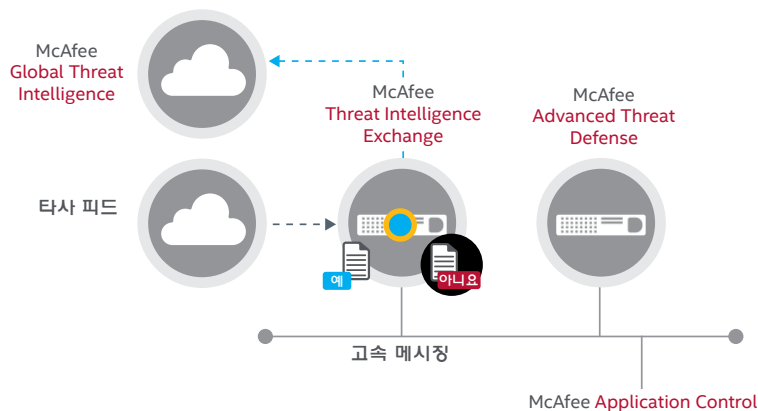 McAfee
Global Threat
Intelligence
McAfee
Threat Intelligence
Exchange
McAfee
Advanced Threat
Defense
타사 피드
예
아니요
고속 메시징
McAfee Application Control